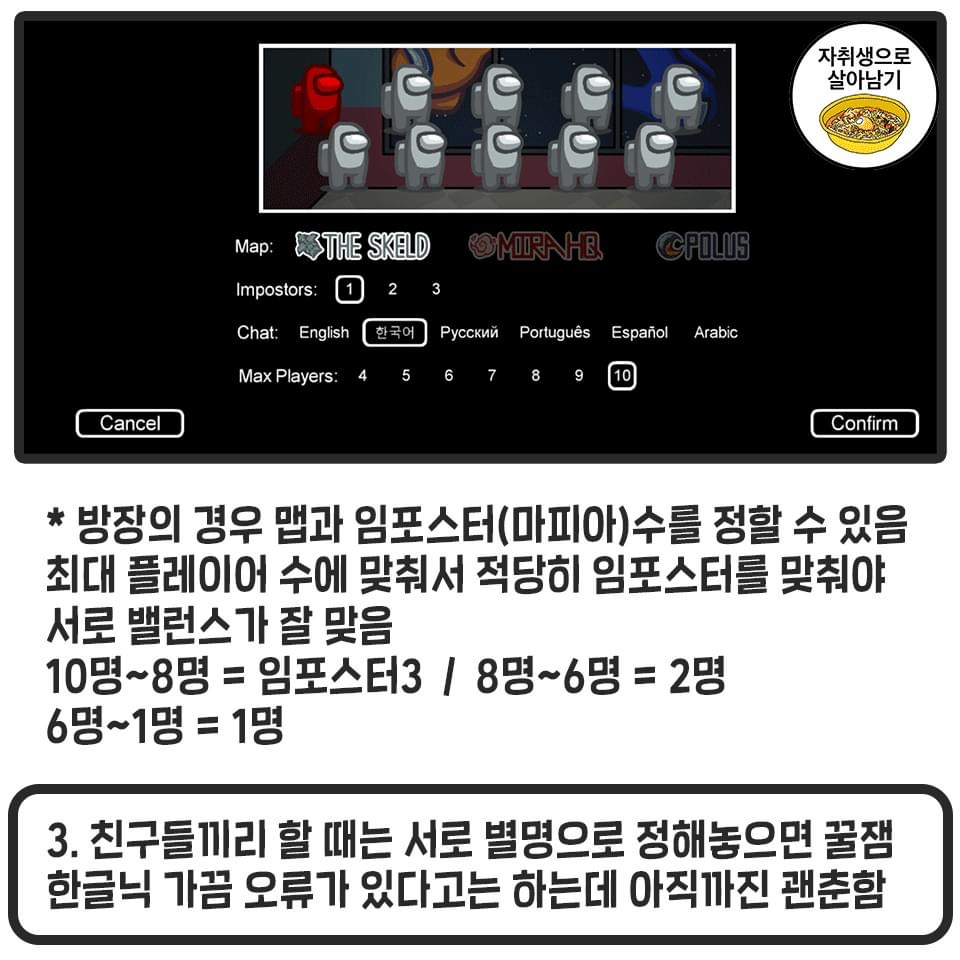 자취생으로
살아남기
Map: THE SKELD MIRA HQ POLUS
Impostors: 1 2 3
Chat: English 한국어 Русский Português Español Arabic
Max Players: 4 5 6 7 8 9 10
Cancel Confirm
* 방장의 경우 맵과 임포스터(마피아)수를 정할 수 있음
최대 플레이어 수에 맞춰서 적당히 임포스터를 맞춰야
서로 밸런스가 잘 맞음
10명~8명 = 임포스터3 / 8명~6명 = 2명
6명~1명 = 1명
3. 친구들끼리 할 때는 서로 별명으로 정해놓으면 꿀잼
한글닉 가끔 오류가 있다고는 하는데 아직까진 괜춘함